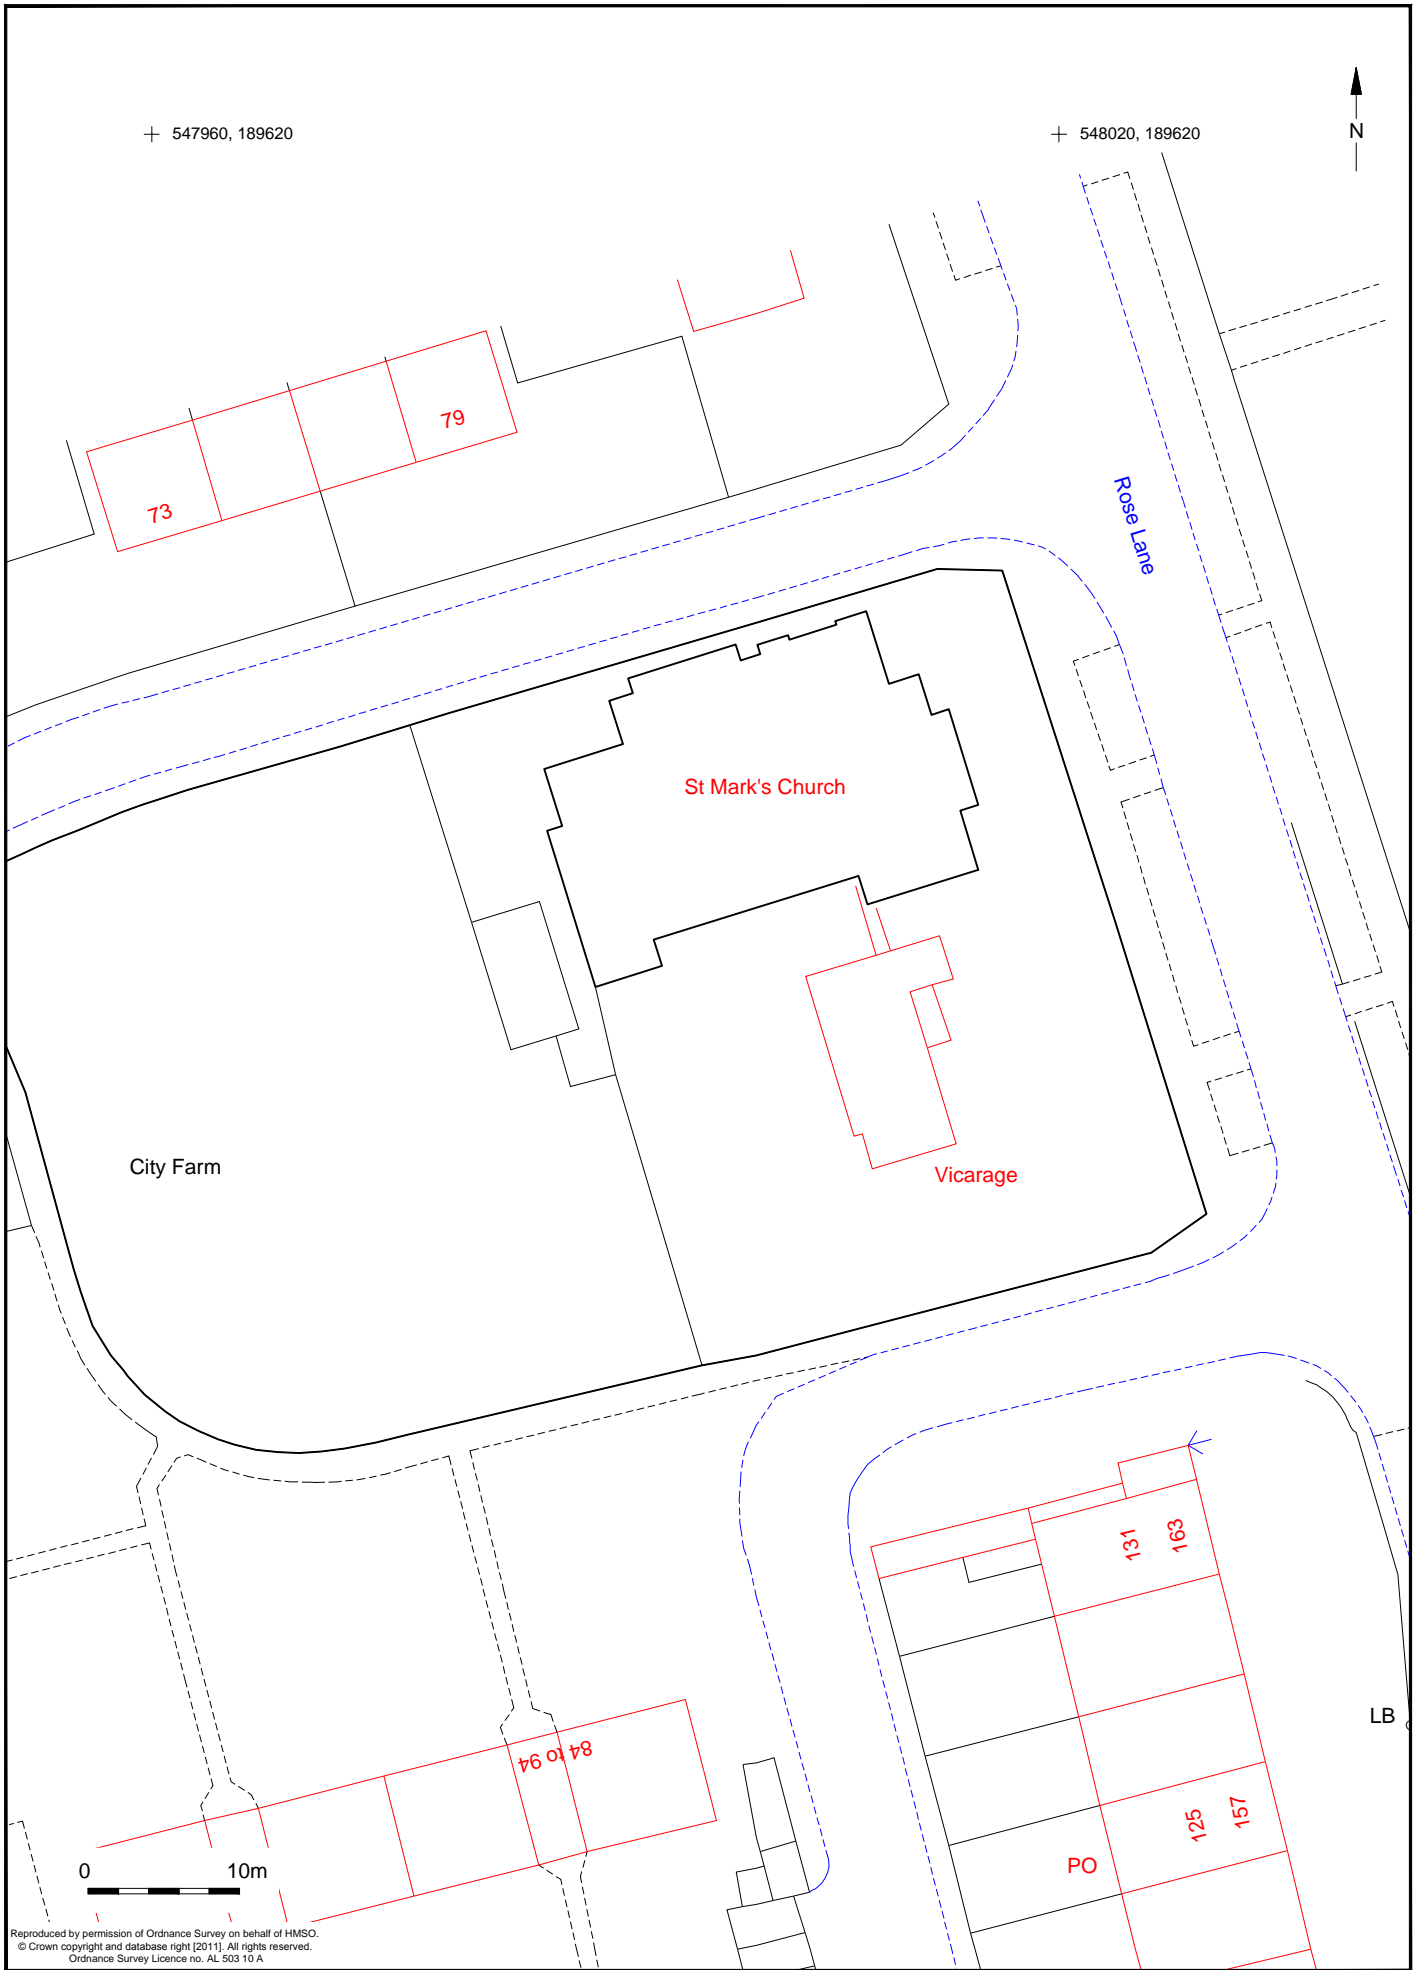 547960, 189620
548020, 189620
N
79
73
Rose Lane
St Mark's Church
City Farm
Vicarage
131
163
LB
84 to 94
125
157
PO
0 10m
Reproduced by permission of Ordnance Survey on behalf of HMSO.
© Crown copyright and database right [2011]. All rights reserved.
Ordnance Survey Licence no. AL 503 10 A